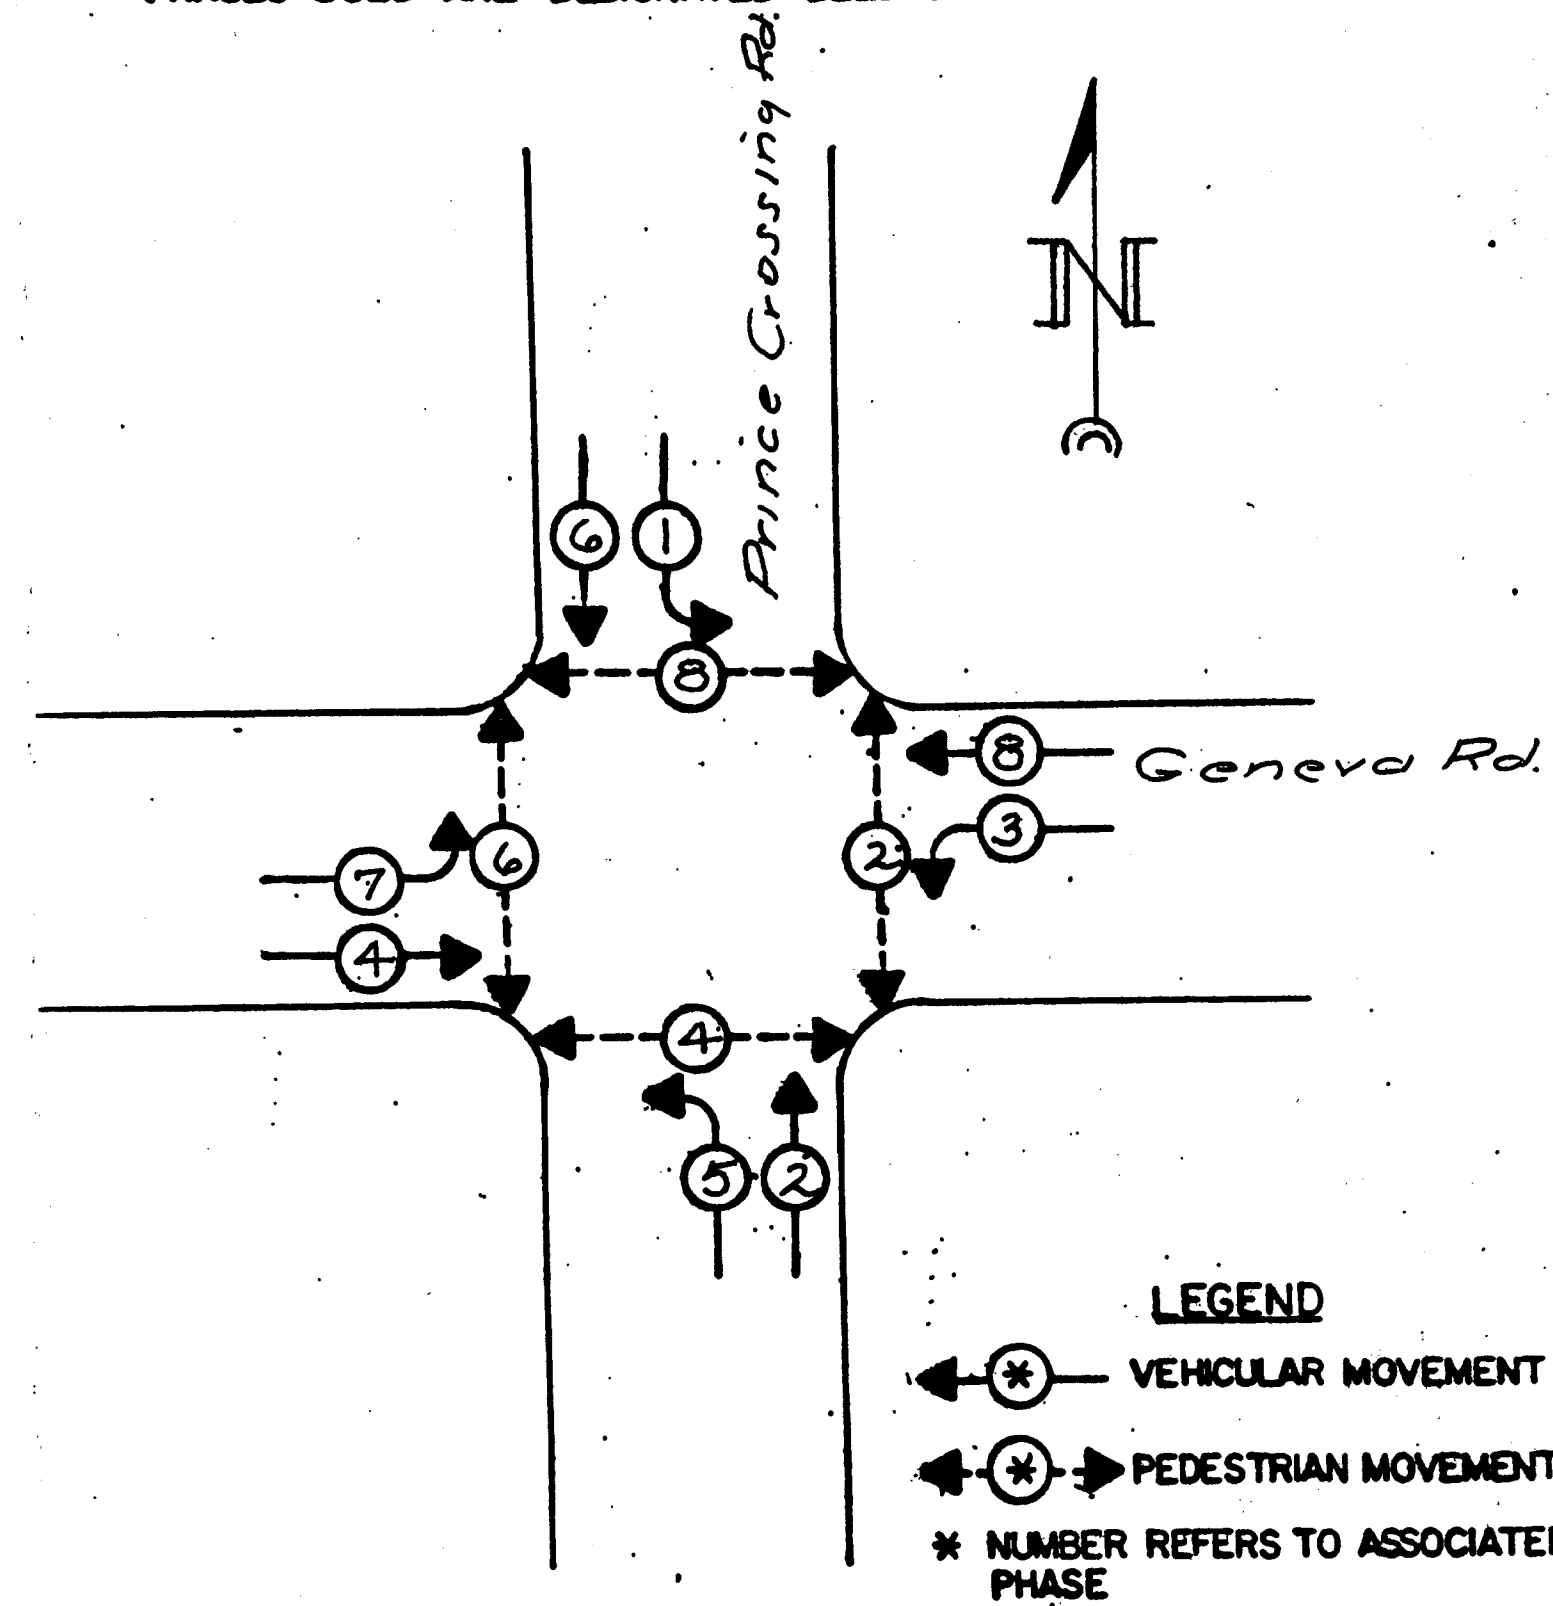 Prince Crossing Rd.
N
6 1
8
8 Geneva Rd.
3
7 6 2
4
4
5 2
LEGEND
* VEHICULAR MOVEMENT
* PEDESTRIAN MOVEMENT
* NUMBER REFERS TO ASSOCIATE
PHASE